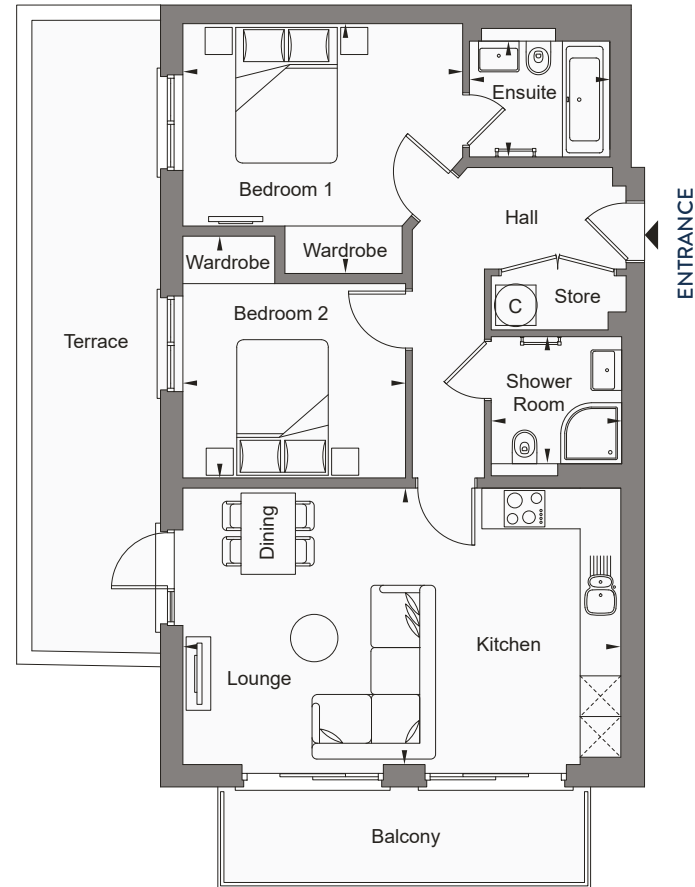 Ensuite
Bedroom 1
Hall
ENTRANCE
Wardrobe
Wardrobe
Store
C
Bedroom 2
Terrace
Shower
Room
Dining
Kitchen
Lounge
Balcony